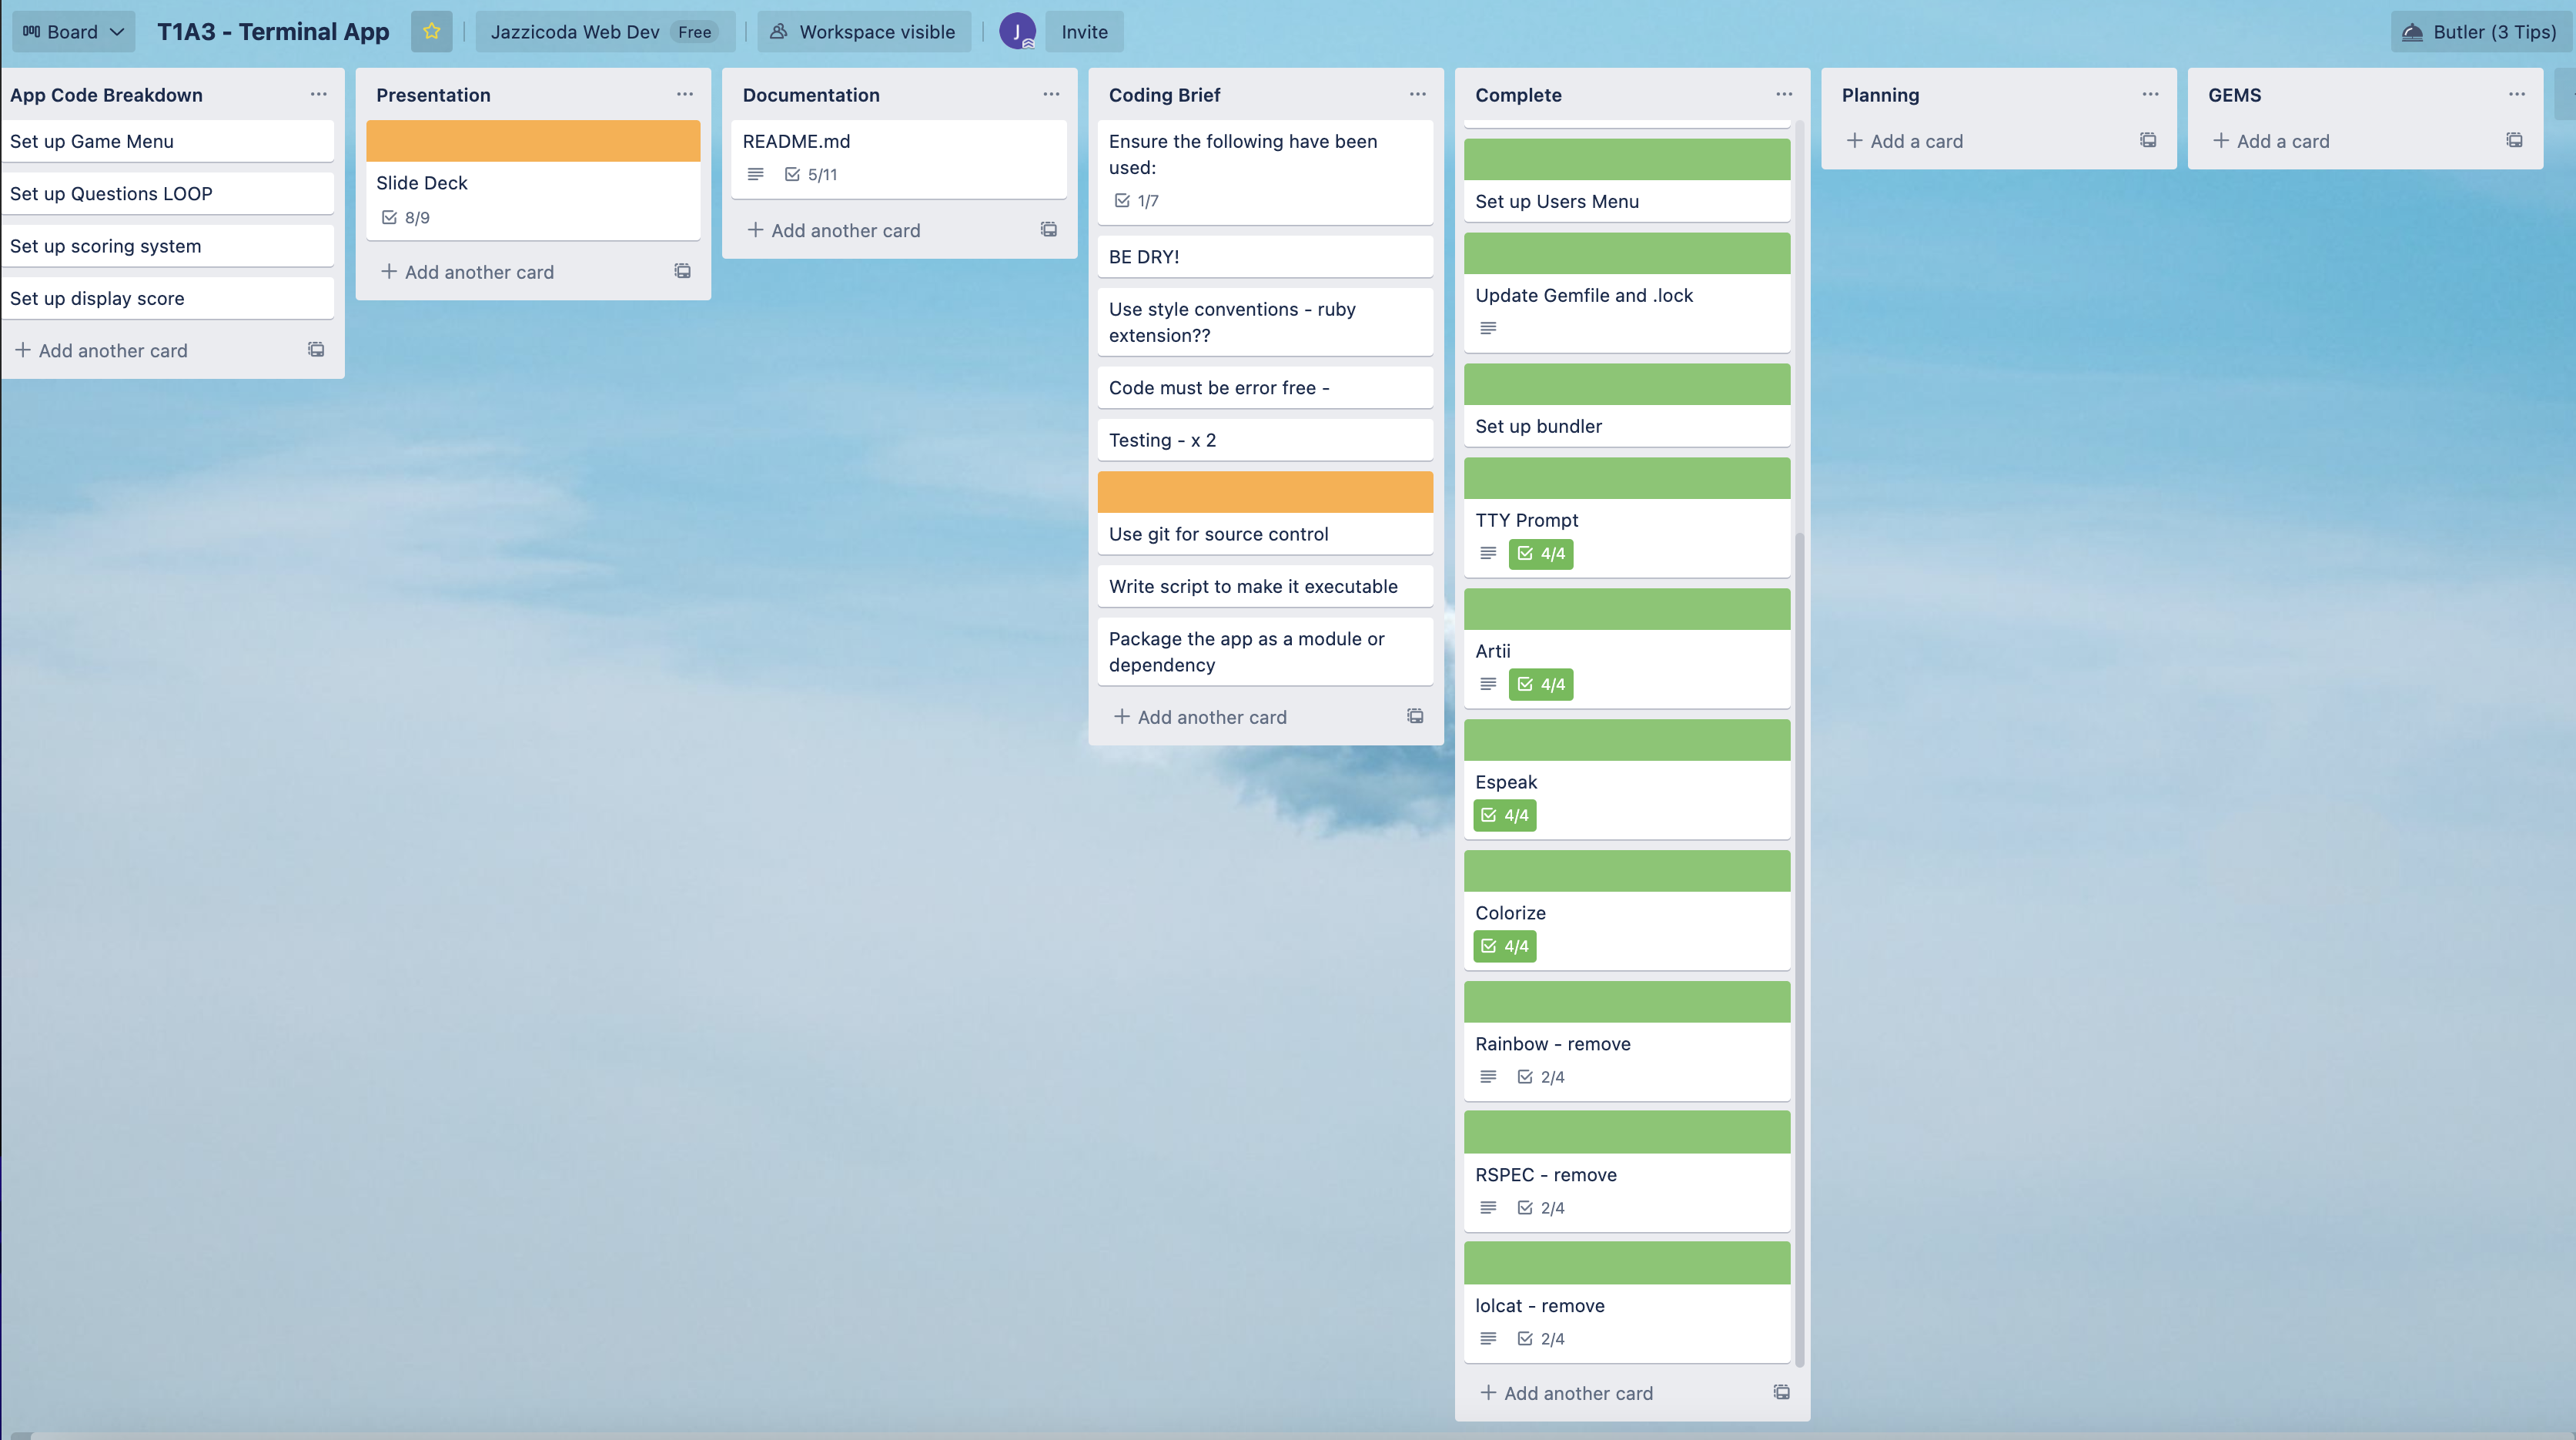 Board
T1A3 - Terminal App
Jazzicoda Web Dev Free
Workspace visible
J
Invite
Butler (3 Tips)
App Code Breakdown
Set up Game Menu
Set up Questions LOOP
Set up scoring system
Set up display score
+ Add another card
Presentation
Slide Deck
8/9
+ Add another card
Documentation
README.md
5/11
+ Add another card
Coding Brief
Ensure the following have been
used:
1/7
BE DRY!
Use style conventions - ruby
extension??
Code must be error free -
Testing - x 2
Use git for source control
Write script to make it executable
Package the app as a module or
dependency
+ Add another card
Complete
Set up Users Menu
Update Gemfile and .lock
Set up bundler
TTY Prompt
4/4
Artii
4/4
Espeak
4/4
Colorize
4/4
Rainbow - remove
2/4
RSPEC - remove
2/4
lolcat - remove
2/4
+ Add another card
Planning
+ Add a card
GEMS
+ Add a card